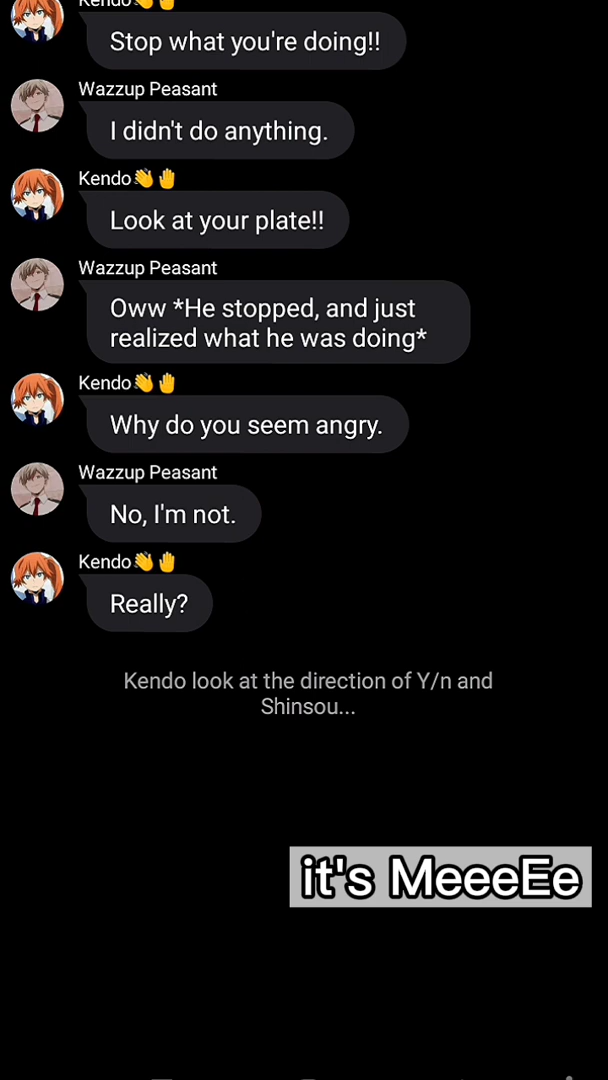 Kendo👋🤚
Stop what you're doing!!
Wazzup Peasant
I didn't do anything.
Kendo👋🤚
Look at your plate!!
Wazzup Peasant
Oww *He stopped, and just
realized what he was doing*
Kendo👋🤚
Why do you seem angry.
Wazzup Peasant
No, I'm not.
Kendo👋🤚
Really?
Kendo look at the direction of Y/n and
Shinsou...
it's MeeeEe